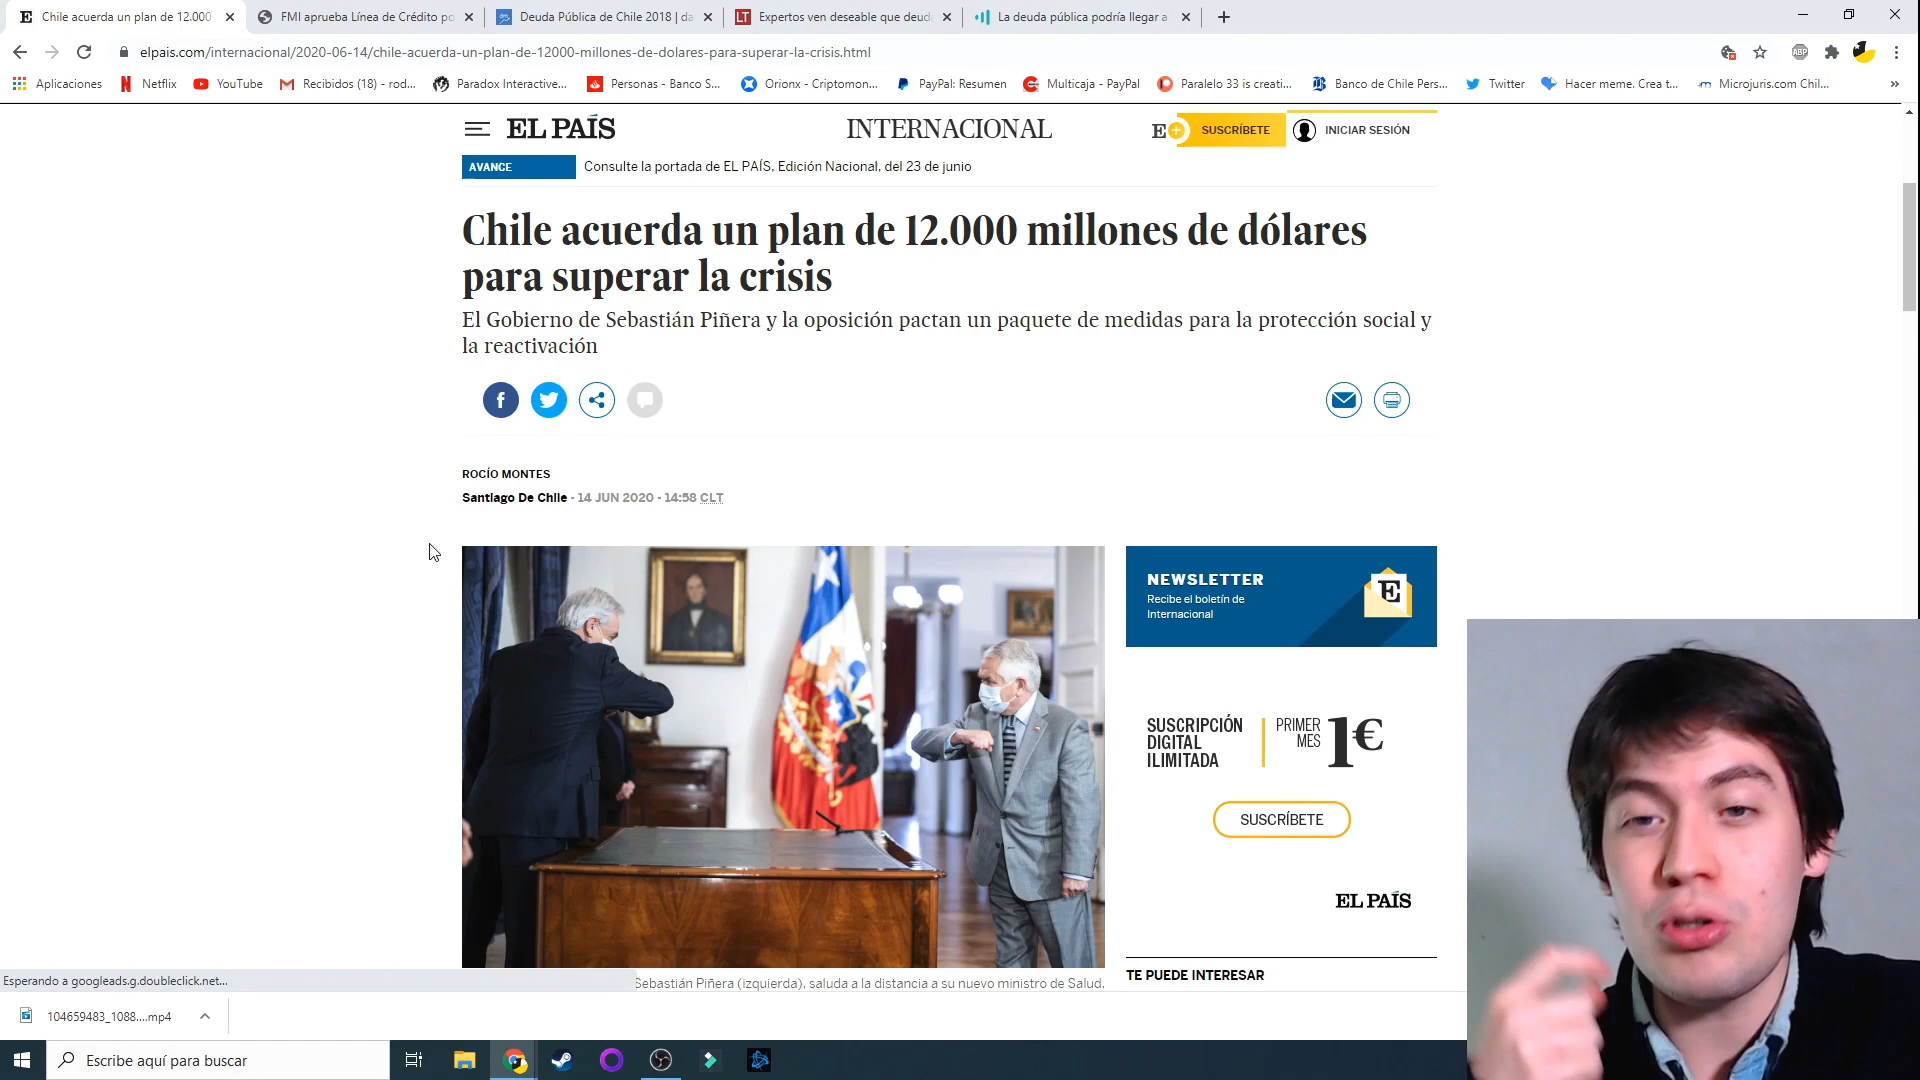 Chile acuerda un plan de 12.000
FMI aprueba Línea de Crédito po
Deuda Pública de Chile 2018 | da
LT Expertos ven deseable que deud
La deuda pública podría llegar a
elpais.com/internacional/2020-06-14/chile-acuerda-un-plan-de-12000-millones-de-dolares-para-superar-la-crisis.html
ABP
Aplicaciones
Netflix
YouTube
Recibidos (18) - rod...
Paradox Interactive...
Personas - Banco S...
Orionx - Criptomon...
PayPal: Resumen
Multicaja - PayPal
Paralelo 33 is creati...
Banco de Chile Pers...
Twitter
Hacer meme. Crea t...
Microjuris.com Chil...
»
EL PAÍS
INTERNACIONAL
E+
SUSCRÍBETE
INICIAR SESIÓN
AVANCE
Consulte la portada de EL PAÍS, Edición Nacional, del 23 de junio
Chile acuerda un plan de 12.000 millones de dólares
para superar la crisis
El Gobierno de Sebastián Piñera y la oposición pactan un paquete de medidas para la protección social y
la reactivación
ROCÍO MONTES
Santiago De Chile - 14 JUN 2020 - 14:58 CLT
NEWSLETTER
Recibe el boletín de
Internacional
E
SUSCRIPCIÓN
DIGITAL
ILIMITADA
PRIMER
MES
1€
SUSCRÍBETE
EL PAÍS
TE PUEDE INTERESAR
Sebastián Piñera (izquierda), saluda a la distancia a su nuevo ministro de Salud,
Esperando a googleads.g.doubleclick.net...
104659483_1088....mp4
Escribe aquí para buscar